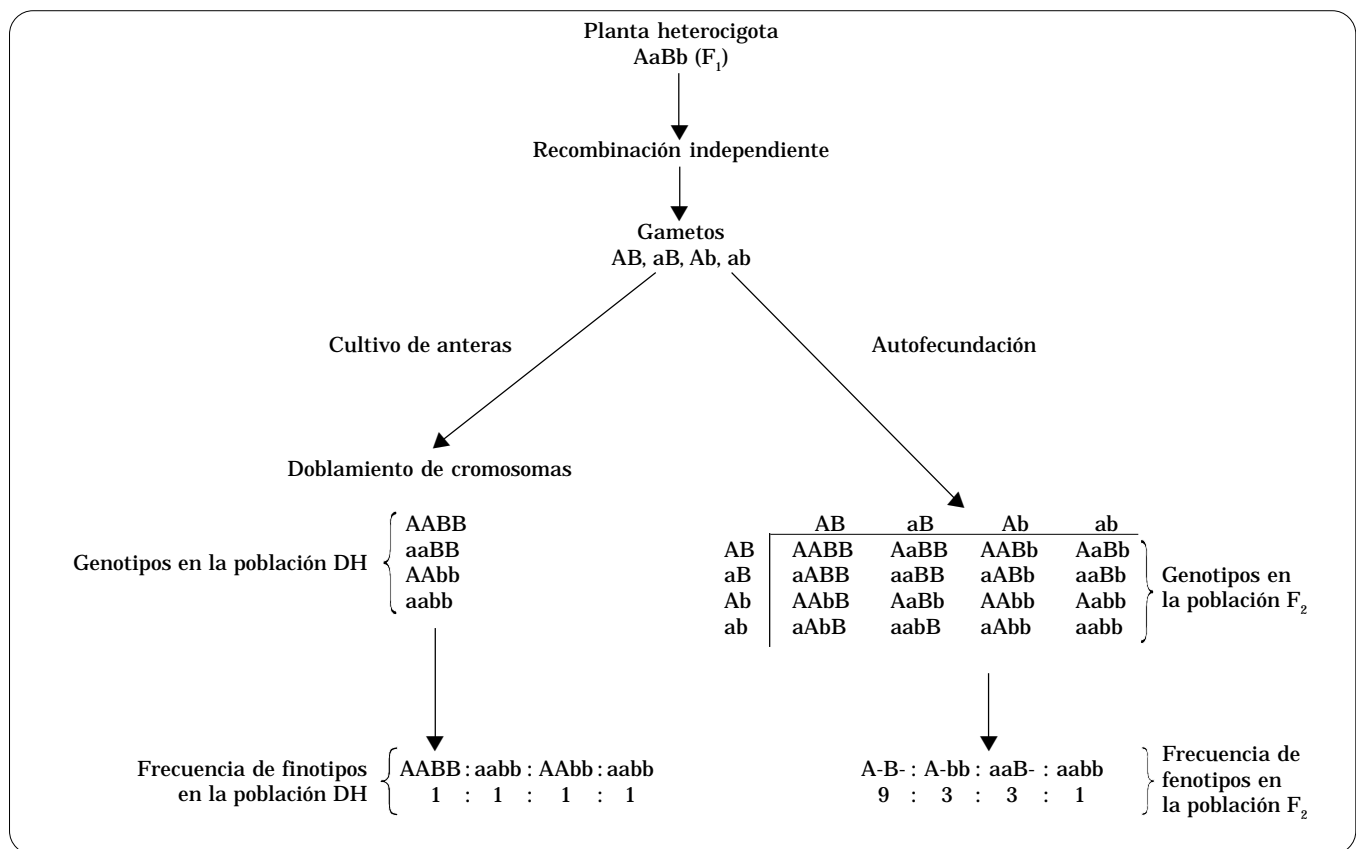 Planta heterocigota
AaBb (F₁)
Recombinación independiente
Gametos
AB, aB, Ab, ab
Cultivo de anteras
Autofecundación
Doblamiento de cromosomas
Genotipos en la población DH
AABB
aaBB
AAbb
aabb
AB aB Ab ab
AB AABB AaBB AABb AaBb
aB aABB aaBB aABb aaBb
Ab AAbB AaBb AAbb Aabb
ab aAbB aabB aAbb aabb
Genotipos en
la población F₂
Frecuencia de finotipos
en la población DH
AABB : aabb : AAbb : aabb
1 : 1 : 1 : 1
A-B- : A-bb : aaB- : aabb
9 : 3 : 3 : 1
Frecuencia de
fenotipos en
la población F₂